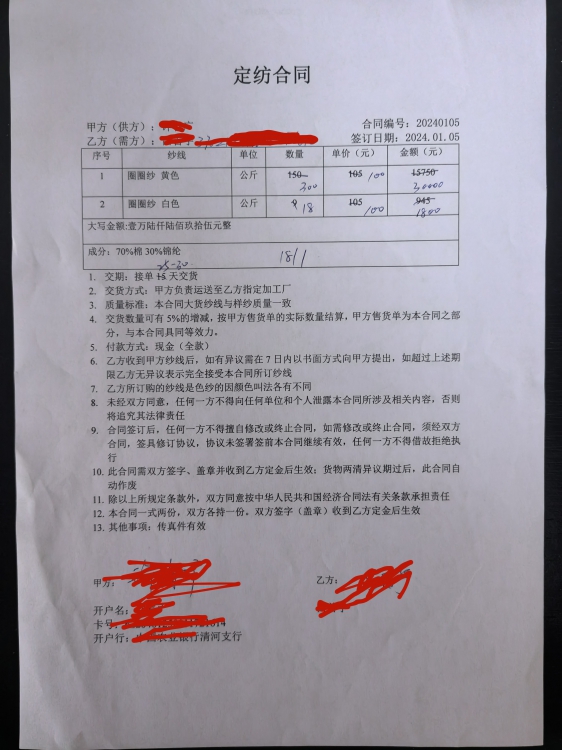 定纺合同
甲方（供方）： 合同编号：20240105
乙方（需方）： 签订日期：2024.01.05
序号 纱线 单位 数量 单价（元） 金额（元）
1 圈圈纱 黄色 公斤 150 300 105 100 15750 30000
2 圈圈纱 白色 公斤 9 18 105 100 945 1800
大写金额:壹万陆仟陆佰玖拾伍元整
成分：70%棉 30%锦纶 18/1
25-30
1. 交期：接单 15 天交货
2. 交货方式：甲方负责运送至乙方指定加工厂
3. 质量标准：本合同大货纱线与样纱质量一致
4. 交货数量可有 5%的增减，按甲方售货单的实际数量结算，甲方售货单为本合同之部
分，与本合同具同等效力。
5. 付款方式：现金（全款）
6. 乙方收到甲方纱线后，如有异议需在 7 日内以书面方式向甲方提出，如超过上述期
限乙方无异议表示完全接受本合同所订纱线
7. 乙方所订购的纱线是色纱的因颜色叫法各有不同
8. 未经双方同意，任何一方不得向任何单位和个人泄露本合同所涉及相关内容，否则
将追究其法律责任
9. 合同签订后，任何一方不得擅自修改或终止合同，如需修改或终止合同，须经双方
合同，签具修订协议，协议未签署签前本合同继续有效，任何一方不得借故拒绝执
行
10. 此合同需双方签字、盖章并收到乙方定金后生效；货物两清异议期过后，此合同自
动作废
11. 除以上所规定条款外，双方同意按中华人民共和国经济合同法有关条款承担责任
12. 本合同一式两份，双方各持一份，双方签字（盖章）收到乙方定金后生效
13. 其他事项：传真件有效
甲方： 乙方：
开户名：
卡号：
开户行： 农业银行清河支行